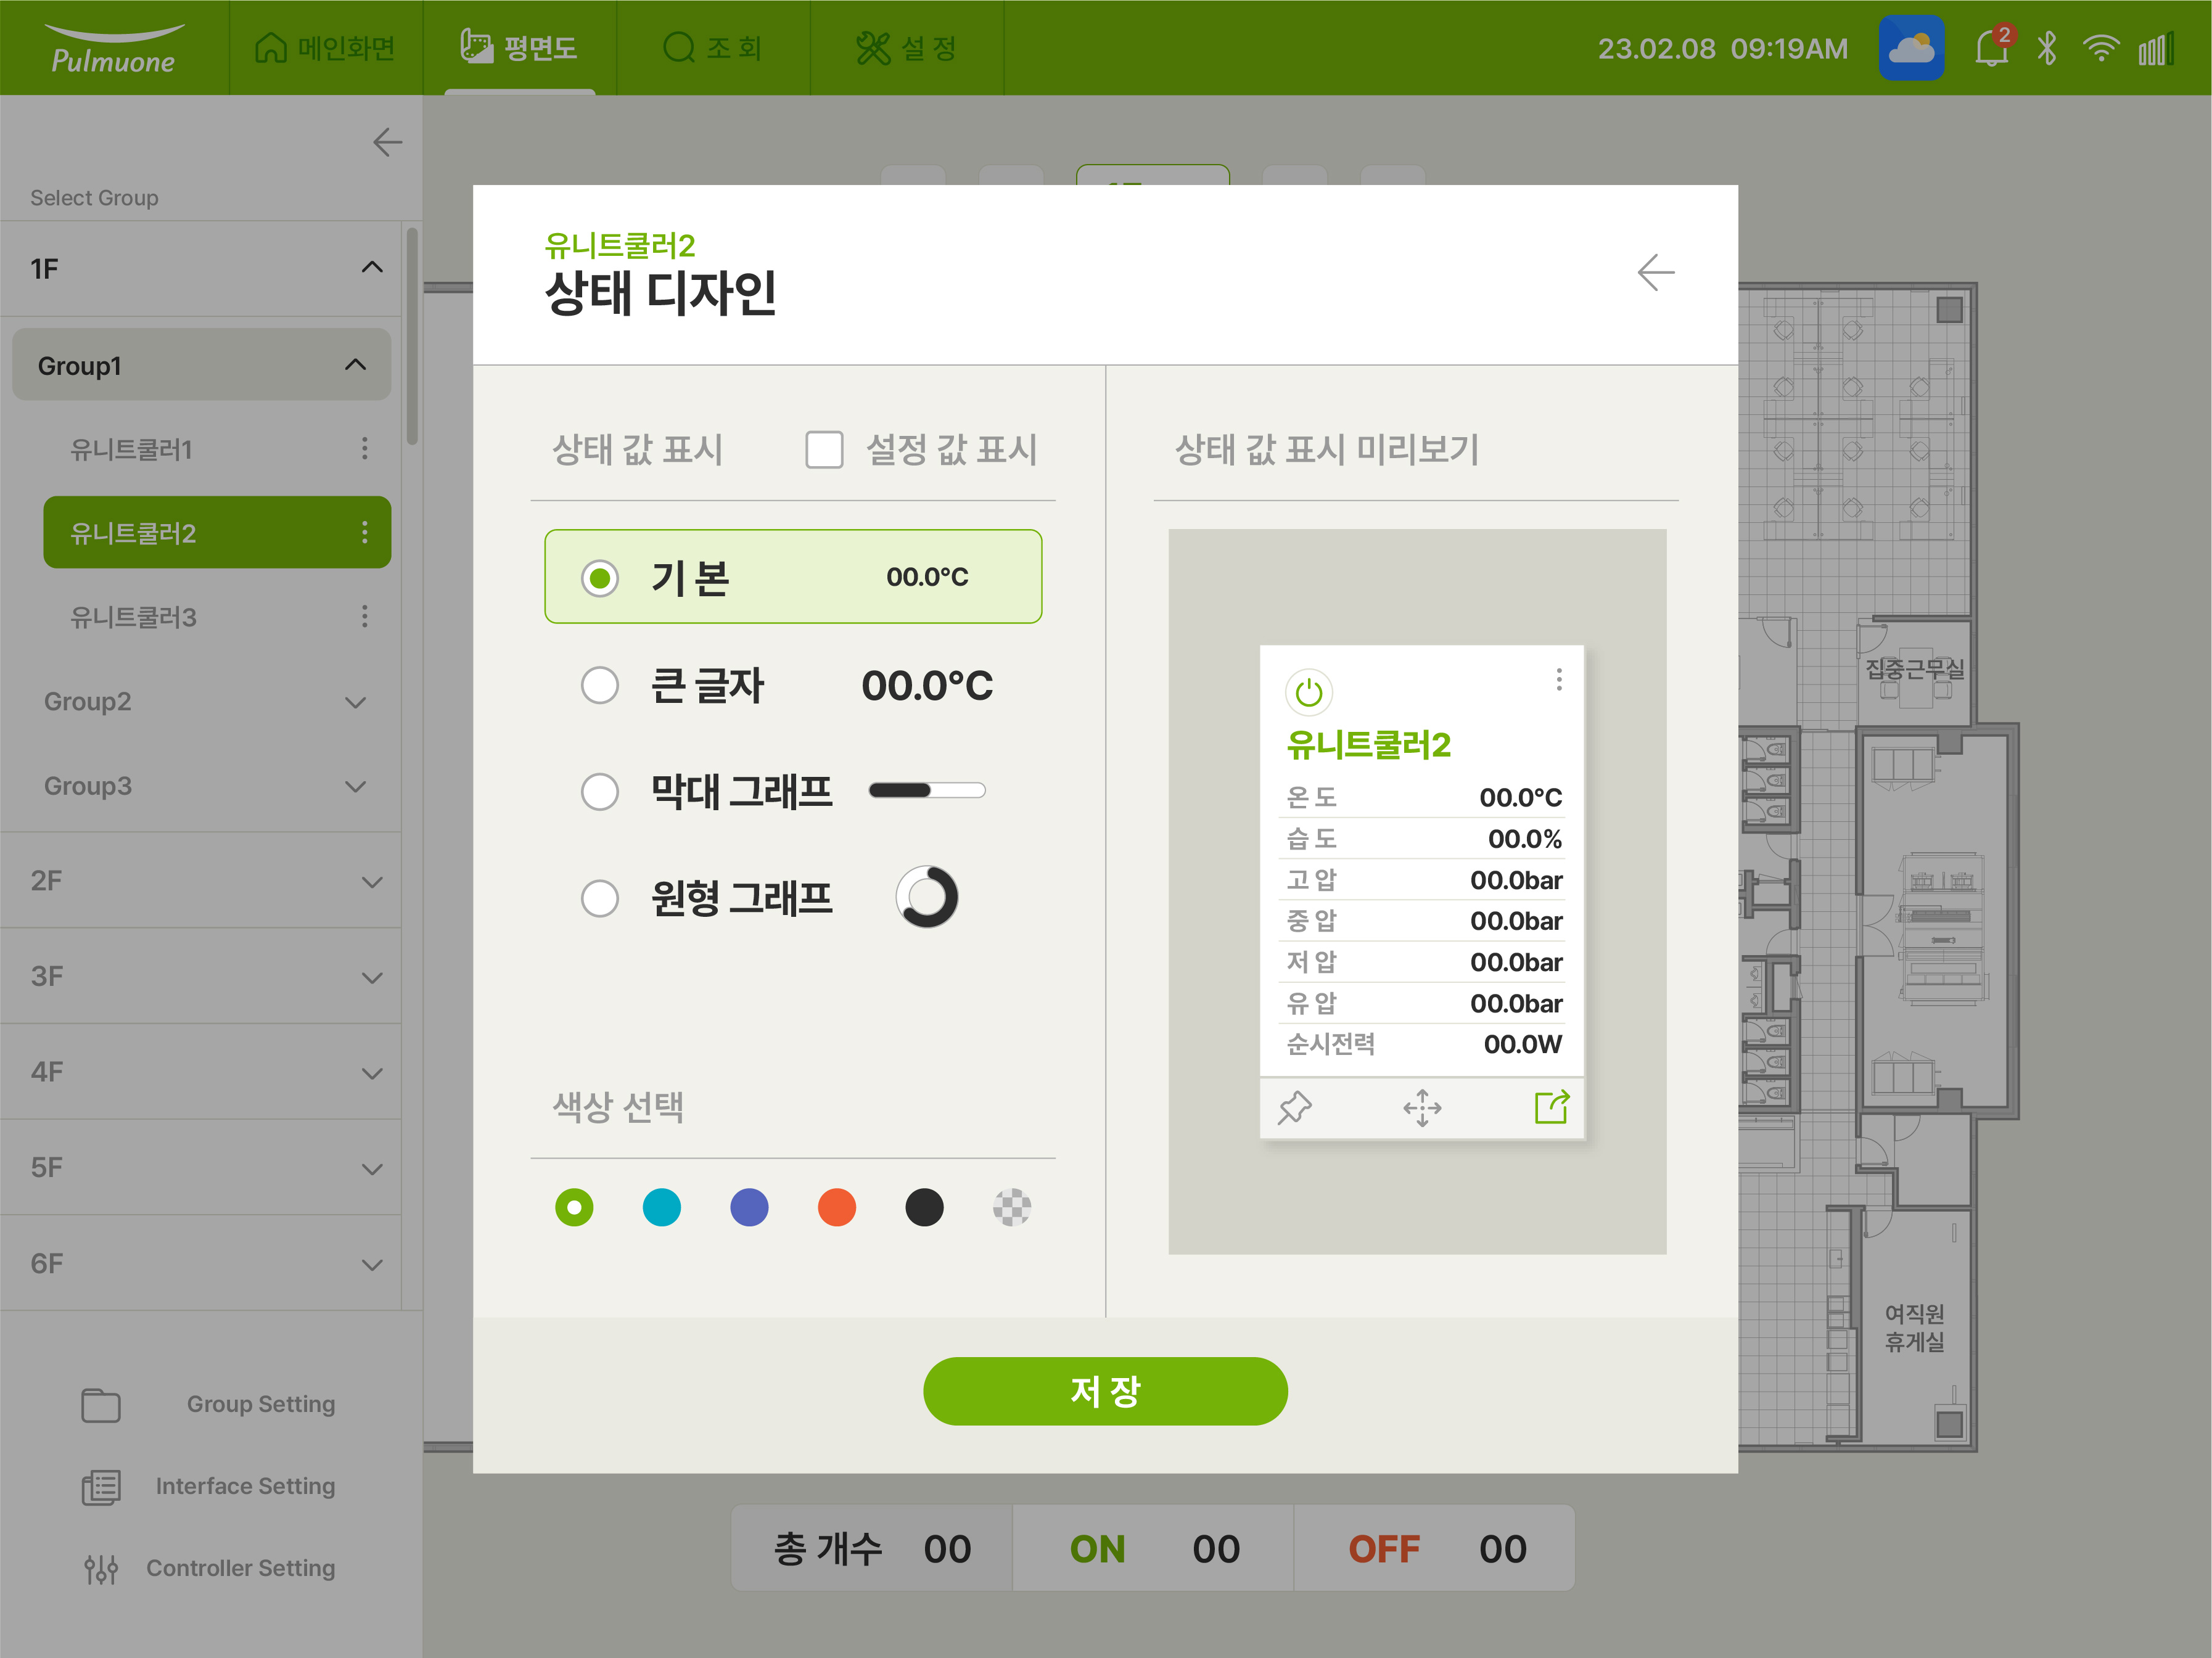 Pulmuone
메인화면
평면도
조 회
설 정
23.02.08 09:19AM
2
Select Group
1F
Group1
유니트쿨러1
유니트쿨러2
유니트쿨러3
Group2
Group3
2F
3F
4F
5F
6F
Group Setting
Interface Setting
Controller Setting
유니트쿨러2
상태 디자인
상태 값 표시
설정 값 표시
기 본 00.0°C
큰 글자 00.0°C
막대 그래프
원형 그래프
색상 선택
상태 값 표시 미리보기
유니트쿨러2
온 도 00.0°C
습 도 00.0%
고 압 00.0bar
중 압 00.0bar
저 압 00.0bar
유 압 00.0bar
순시전력 00.0W
저 장
집중근무실
여직원
휴게실
총 개수 00
ON 00
OFF 00